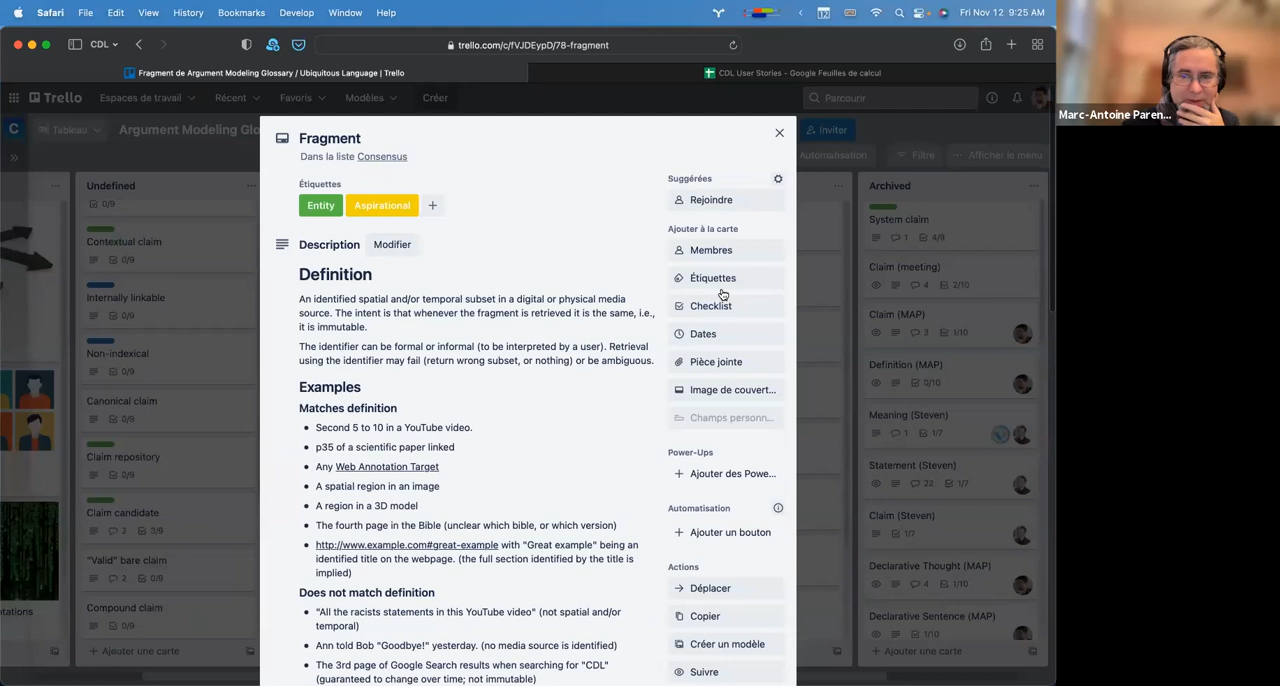 Safari File Edit View History Bookmarks Develop Window Help
Fri Nov 12 9:25 AM
CDL
trello.com/c/fVJDEypD/78-fragment
Fragment de Argument Modeling Glossary / Ubiquitous Language | Trello
CDL User Stories - Google Feuilles de calcul
Trello Espaces de travail Récent Favoris Modèles Créer
Parcourir
C Tableau Argument Modeling Glo
Inviter
Automatisation Filtre ··· Afficher le menu
Undefined
0/9
Contextual claim
0/9
Internally linkable
0/9
Non-indexical
0/9
Canonical claim
0/9
Claim repository
0/9
Claim candidate
2 3/9
"Valid" bare claim
2 0/9
Compound claim
0/9
+ Ajoutez une carte
Fragment
Dans la liste Consensus
Étiquettes
Entity Aspirational +
Description Modifier
Definition
An identified spatial and/or temporal subset in a digital or physical media
source. The intent is that whenever the fragment is retrieved it is the same, i.e.,
it is immutable.
The identifier can be formal or informal (to be interpreted by a user). Retrieval
using the identifier may fail (return wrong subset, or nothing) or be ambiguous.
Examples
Matches definition
• Second 5 to 10 in a YouTube video.
• p35 of a scientific paper linked
• Any Web Annotation Target
• A spatial region in an image
• A region in a 3D model
• The fourth page in the Bible (unclear which bible, or which version)
• http://www.example.com#great-example with "Great example" being an
identified title on the webpage. (the full section identified by the title is
implied)
Does not match definition
• "All the racists statements in this YouTube video" (not spatial and/or
temporal)
• Ann told Bob "Goodbye!" yesterday. (no media source is identified)
• The 3rd page of Google Search results when searching for "CDL"
(guaranteed to change over time; not immutable)
Suggérées
Rejoindre
Ajouter à la carte
Membres
Étiquettes
Checklist
Dates
Pièce jointe
Image de couvert...
Champs personn...
Power-Ups
+ Ajouter des Powe...
Automatisation
+ Ajouter un bouton
Actions
Déplacer
Copier
Créer un modèle
Suivre
Archived
System claim
1 4/9
Claim (meeting)
4 2/10
Claim (MAP)
3 1/10
Definition (MAP)
0/10
Meaning (Steven)
1 1/7
Statement (Steven)
22 1/7
Claim (Steven)
1/7
Declarative Thought (MAP)
4 1/10
Declarative Sentence (MAP)
1/10
+ Ajouter une carte
Marc-Antoine Paren...